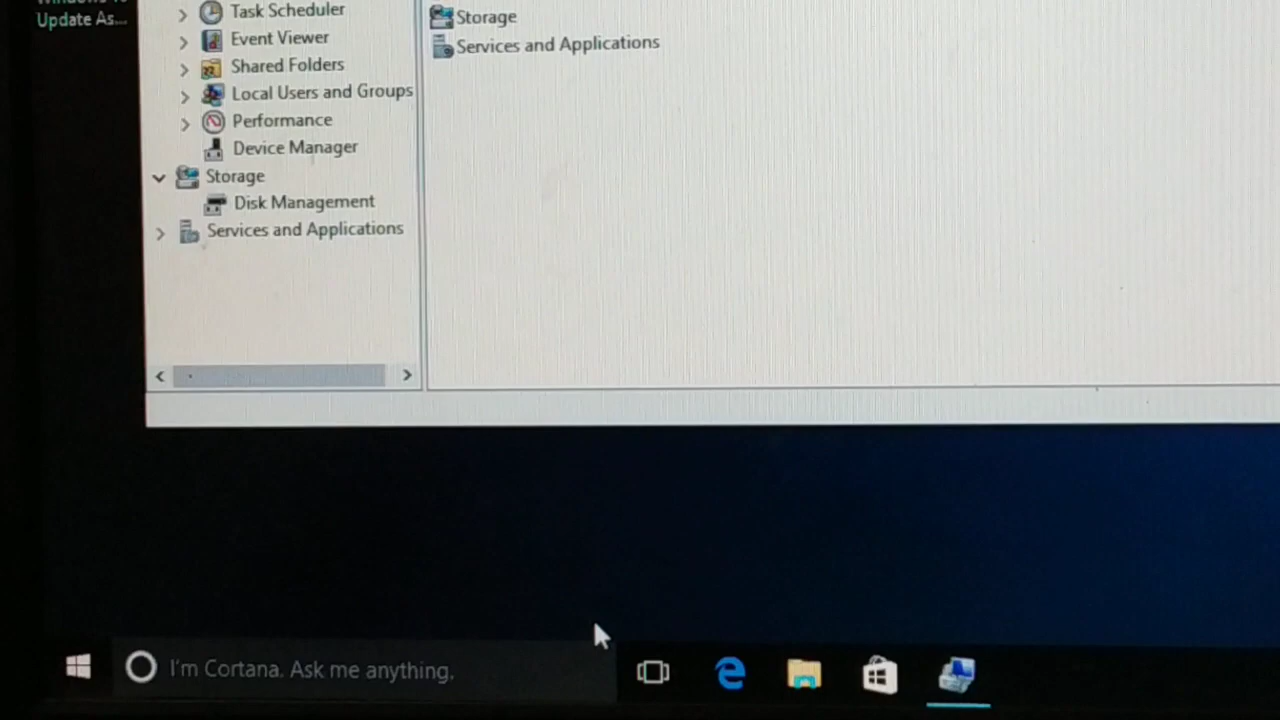 Update As...
Task Scheduler
Event Viewer
Shared Folders
Local Users and Groups
Performance
Device Manager
Storage
Disk Management
Services and Applications
Storage
Services and Applications
I'm Cortana. Ask me anything.